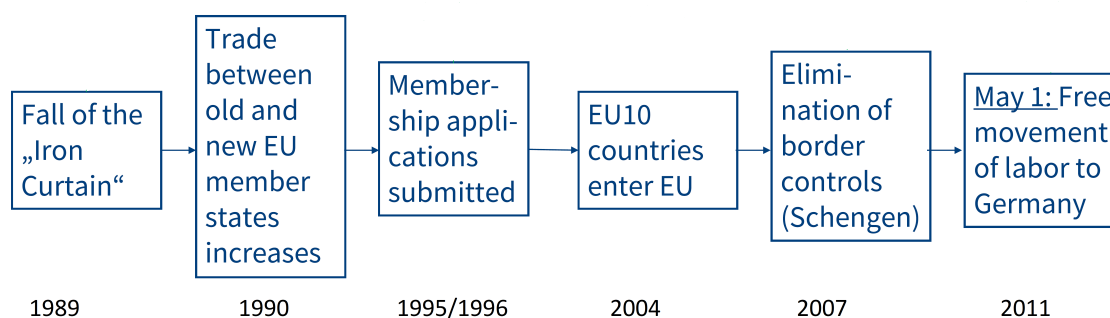 Fall of the
„Iron
Curtain“
Trade
between
old and
new EU
member
states
increases
Member-
ship appli-
cations
submitted
EU10
countries
enter EU
Elimi-
nation of
border
controls
(Schengen)
May 1: Free
movement
of labor to
Germany
1989
1990
1995/1996
2004
2007
2011